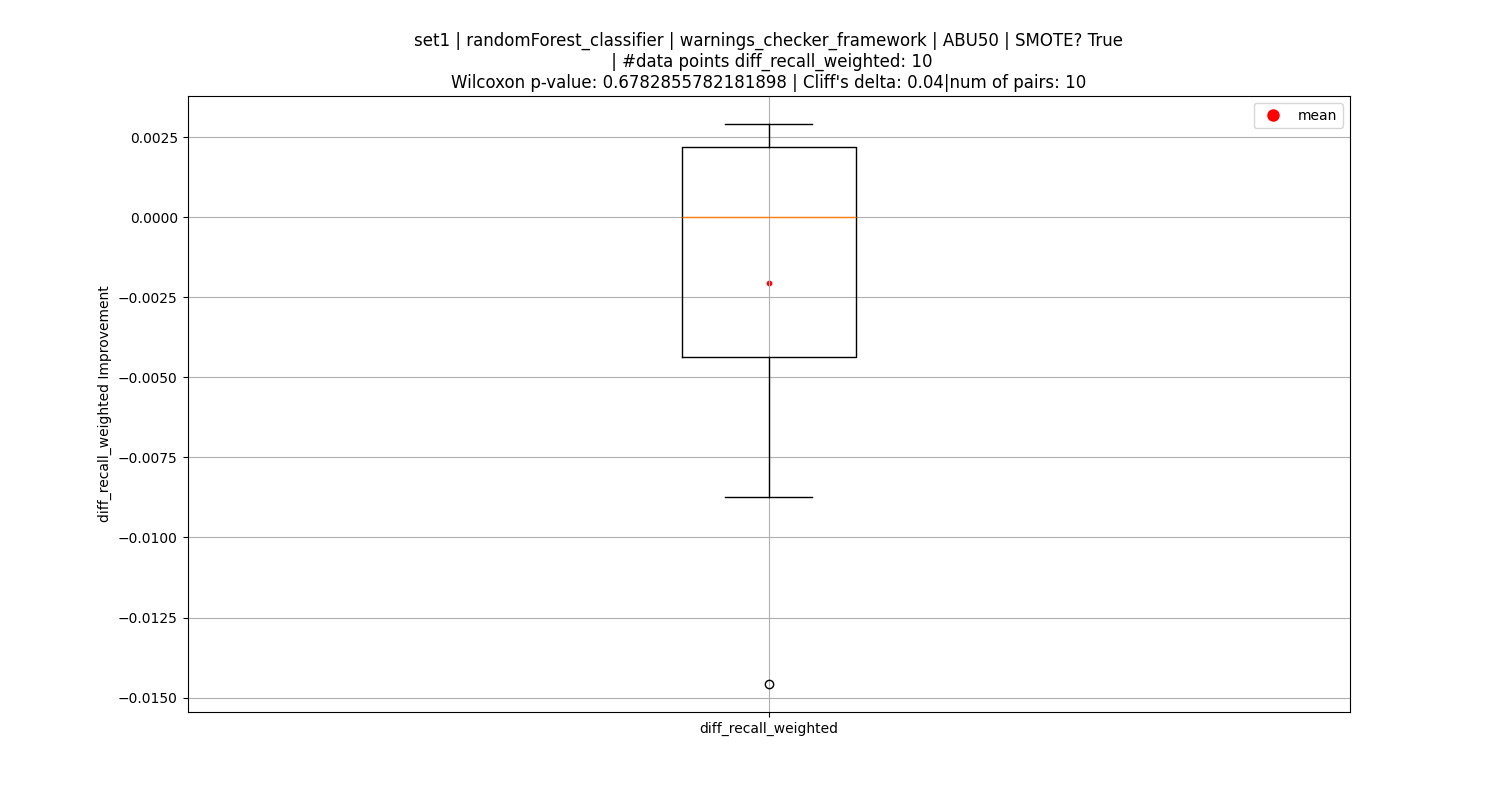 set1 | randomForest_classifier | warnings_checker_framework | ABU50 | SMOTE? True
| #data points diff_recall_weighted: 10
Wilcoxon p-value: 0.6782855782181898 | Cliff's delta: 0.04|num of pairs: 10
mean
0.0025
0.0000
−0.0025
−0.0050
−0.0075
−0.0100
−0.0125
−0.0150
diff_recall_weighted Improvement
diff_recall_weighted